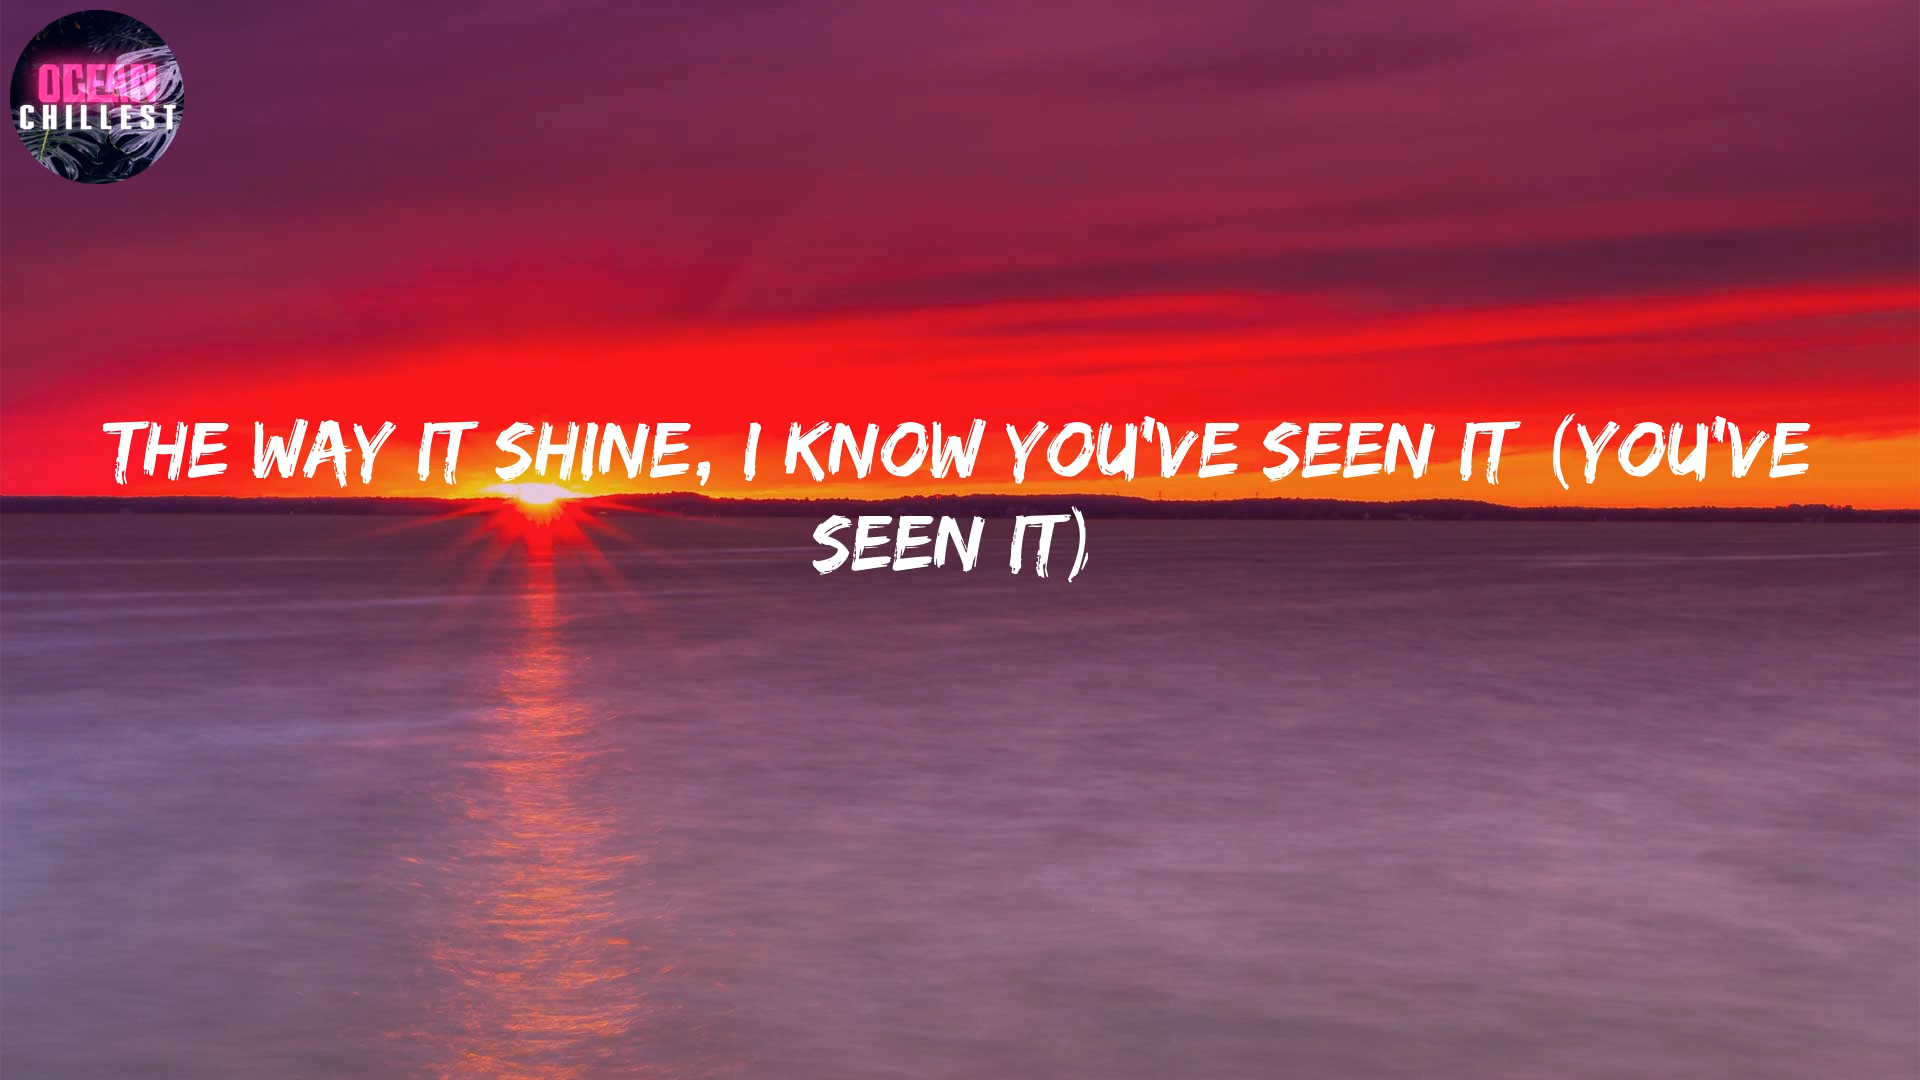 OCEAN
CHILLEST
THE WAY IT SHINE, I KNOW YOU'VE SEEN IT (YOU'VE
SEEN IT)